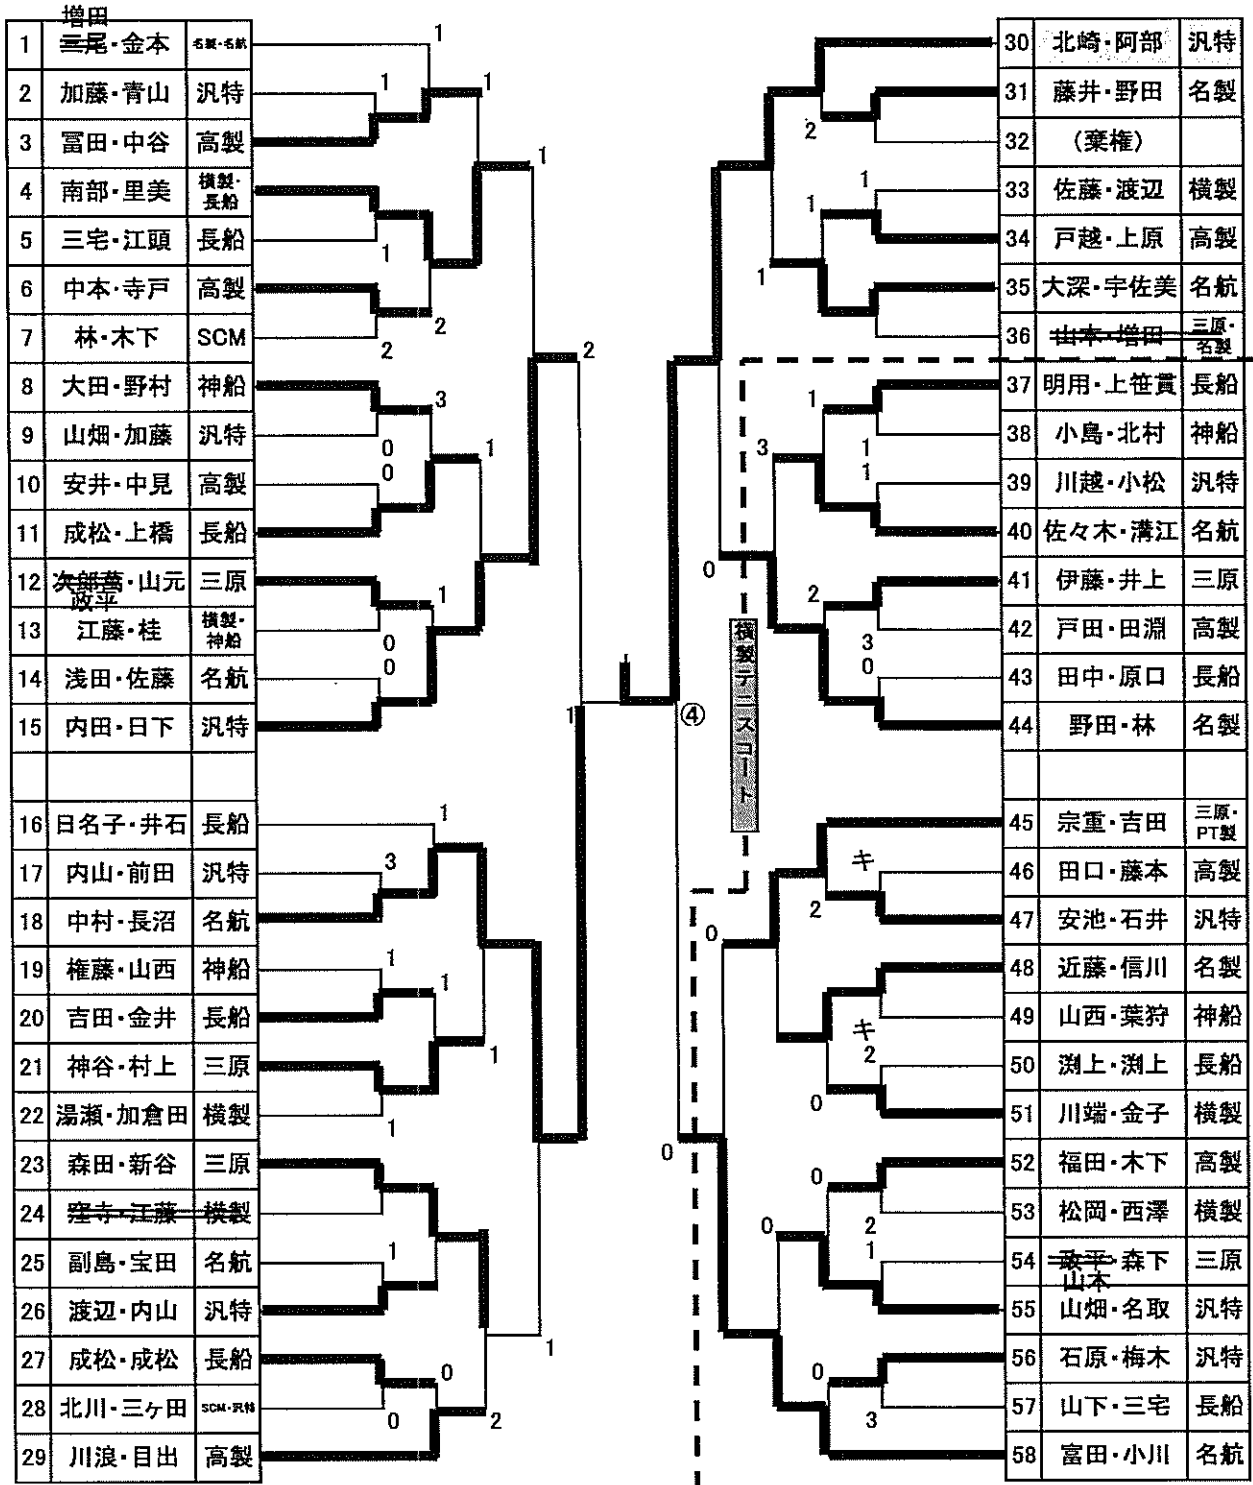 増田
1 三尾・金本 名製・名航
2 加藤・青山 汎特
3 冨田・中谷 高製
4 南部・里美 横製・長船
5 三宅・江頭 長船
6 中本・寺戸 高製
7 林・木下 SCM
8 大田・野村 神船
9 山畑・加藤 汎特
10 安井・中見 高製
11 成松・上橋 長船
12 次郎萬・山元 三原
政平
13 江藤・桂 横製・神船
14 浅田・佐藤 名航
15 内田・日下 汎特
16 日名子・井石 長船
17 内山・前田 汎特
18 中村・長沼 名航
19 権藤・山西 神船
20 吉田・金井 長船
21 神谷・村上 三原
22 湯瀬・加倉田 横製
23 森田・新谷 三原
24 窪寺・江藤 横製
25 副島・宝田 名航
26 渡辺・内山 汎特
27 成松・成松 長船
28 北川・三ヶ田 SCM・汎特
29 川浪・目出 高製
1
1
1
1
1
2
2
2
3
0
0
1
1
0
0
1
3
1
1
1
1
1
0
0
2
1
2
1
④
横製テニスコート
30 北崎・阿部 汎特
31 藤井・野田 名製
32 （棄権）
33 佐藤・渡辺 横製
34 戸越・上原 高製
35 大深・宇佐美 名航
36 山本・増田 三原・名製
37 明用・上笹貫 長船
38 小島・北村 神船
39 川越・小松 汎特
40 佐々木・溝江 名航
41 伊藤・井上 三原
42 戸田・田淵 高製
43 田中・原口 長船
44 野田・林 名製
45 宗重・吉田 三原・PT製
46 田口・藤本 高製
47 安池・石井 汎特
48 近藤・信川 名製
49 山西・葉狩 神船
50 渕上・渕上 長船
51 川端・金子 横製
52 福田・木下 高製
53 松岡・西澤 横製
54 政平・森下 三原
山本
55 山畑・名取 汎特
56 石原・梅木 汎特
57 山下・三宅 長船
58 富田・小川 名航
2
1
1
1
1
1
1
3
0
2
3
0
キ
2
0
キ
2
0
0
0
2
1
0
0
3